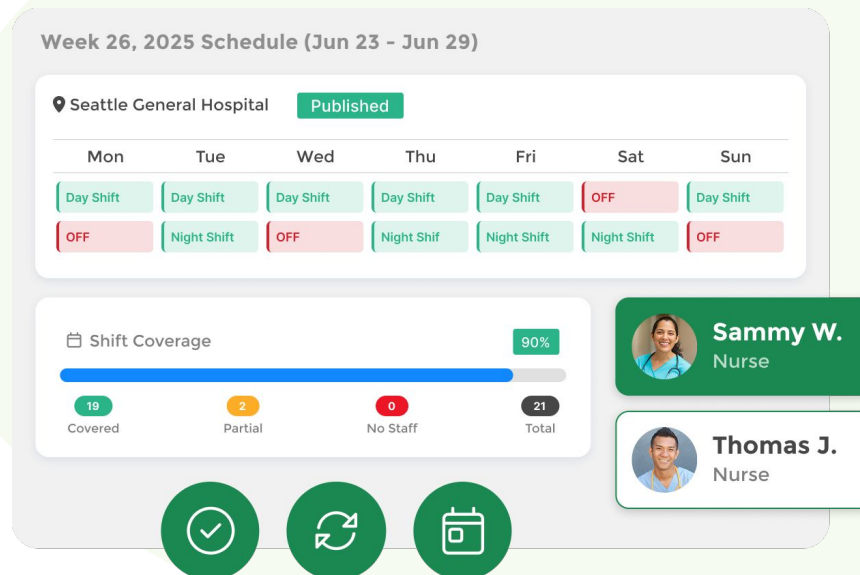 Week 26, 2025 Schedule (Jun 23 - Jun 29)
Seattle General Hospital Published
Mon Tue Wed Thu Fri Sat Sun
Day Shift Day Shift Day Shift Day Shift Day Shift OFF Day Shift
OFF Night Shift OFF Night Shif Night Shift Night Shift OFF
Shift Coverage 90%
19 2 0 21
Covered Partial No Staff Total
Sammy W.
Nurse
Thomas J.
Nurse